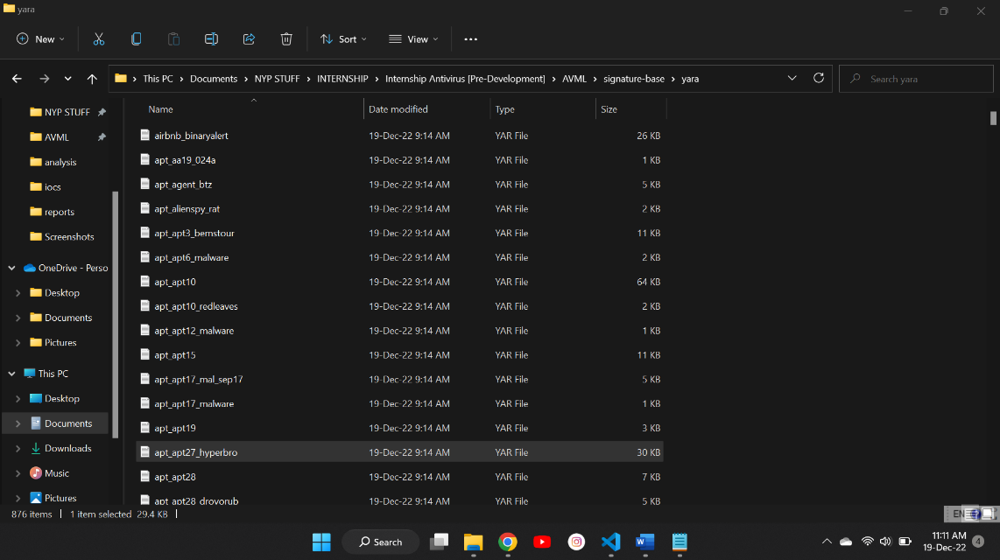 yara
New
Sort
View
This PC > Documents > NYP STUFF > INTERNSHIP > Internship Antivirus [Pre-Development] > AVML > signature-base > yara
Search yara
NYP STUFF
AVML
analysis
iocs
reports
Screenshots
OneDrive - Perso
Desktop
Documents
Pictures
This PC
Desktop
Documents
Downloads
Music
Pictures
Name Date modified Type Size
airbnb_binaryalert 19-Dec-22 9:14 AM YAR File 26 KB
apt_aa19_024a 19-Dec-22 9:14 AM YAR File 1 KB
apt_agent_btz 19-Dec-22 9:14 AM YAR File 5 KB
apt_alienspy_rat 19-Dec-22 9:14 AM YAR File 2 KB
apt_apt3_bemstour 19-Dec-22 9:14 AM YAR File 11 KB
apt_apt6_malware 19-Dec-22 9:14 AM YAR File 2 KB
apt_apt10 19-Dec-22 9:14 AM YAR File 64 KB
apt_apt10_redleaves 19-Dec-22 9:14 AM YAR File 2 KB
apt_apt12_malware 19-Dec-22 9:14 AM YAR File 1 KB
apt_apt15 19-Dec-22 9:14 AM YAR File 11 KB
apt_apt17_mal_sep17 19-Dec-22 9:14 AM YAR File 5 KB
apt_apt17_malware 19-Dec-22 9:14 AM YAR File 1 KB
apt_apt19 19-Dec-22 9:14 AM YAR File 3 KB
apt_apt27_hyperbro 19-Dec-22 9:14 AM YAR File 30 KB
apt_apt28 19-Dec-22 9:14 AM YAR File 7 KB
apt_apt28_drovorub 19-Dec-22 9:14 AM YAR File 5 KB
876 items 1 item selected 29.4 KB
EN
Search
11:11 AM
19-Dec-22
4